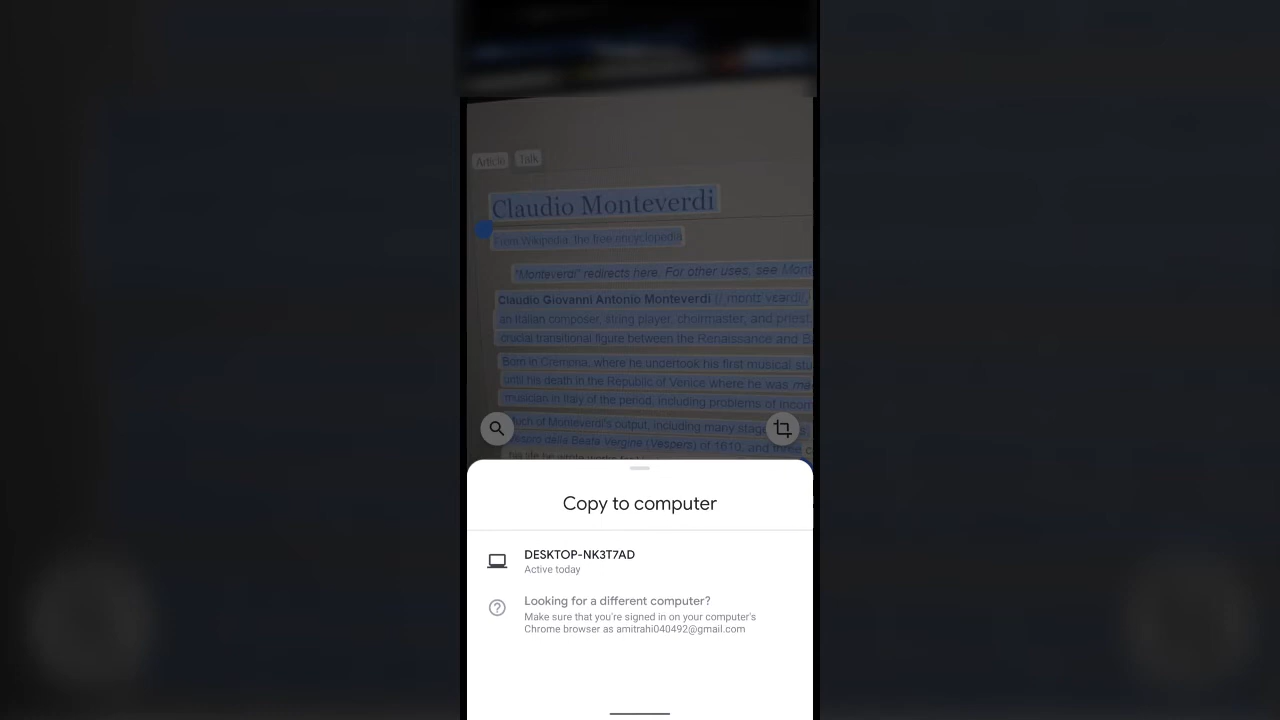 Article Talk
Claudio Monteverdi
From Wikipedia, the free encyclopedia
"Monteverdi" redirects here. For other uses, see Mont
Claudio Giovanni Antonio Monteverdi
an Italian composer, string player, choirmaster, and priest.
crucial transitional figure between the Renaissance and B
Born in Cremona, where he undertook his first musical stu
until his death in the Republic of Venice where he was
musician in Italy of the period, including problems of incom
Much of Monteverdi's output, including many stage
della Beata Vergine (Vespers) of 1610, and three
Copy to computer
DESKTOP-NK3T7AD
Active today
Looking for a different computer?
Make sure that you're signed in on your computer's
Chrome browser as amitrahi040492@gmail.com